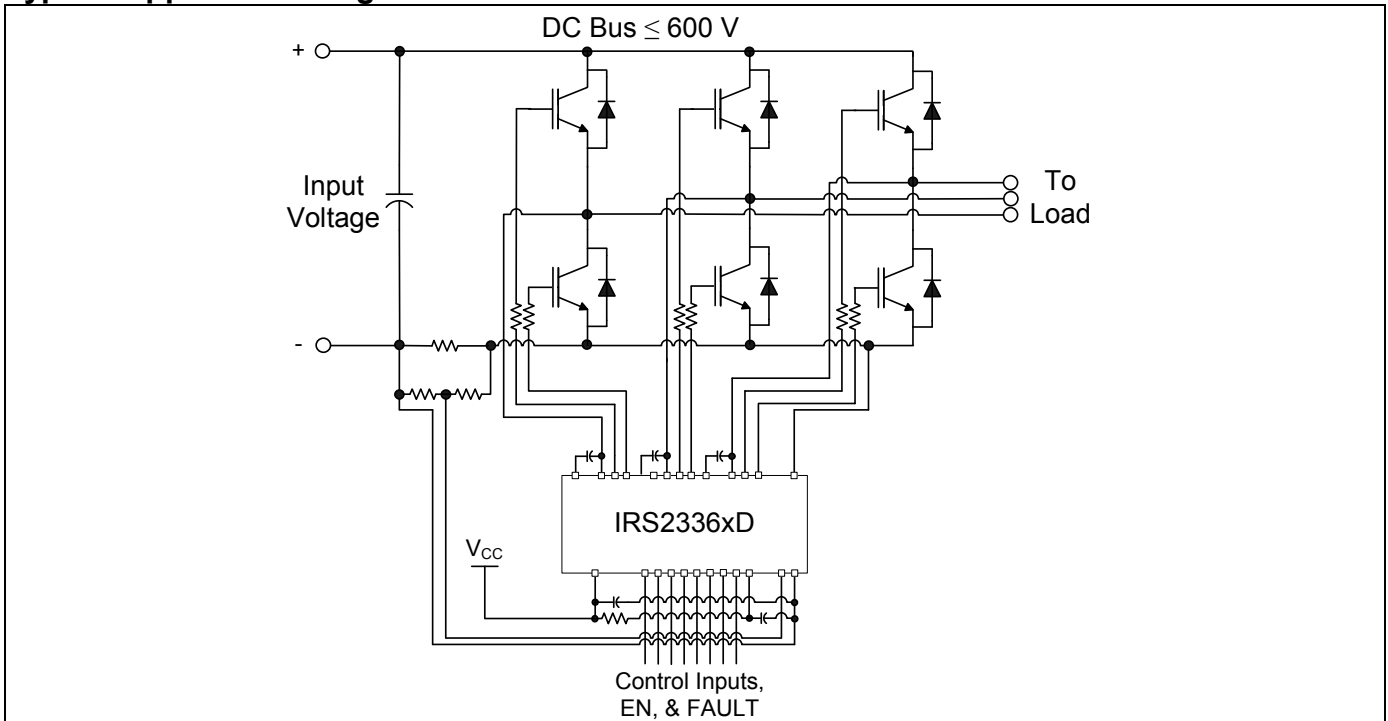 DC Bus ≤ 600 V
+
Input
Voltage
To
Load
-
IRS2336xD
VCC
Control Inputs,
EN, & FAULT